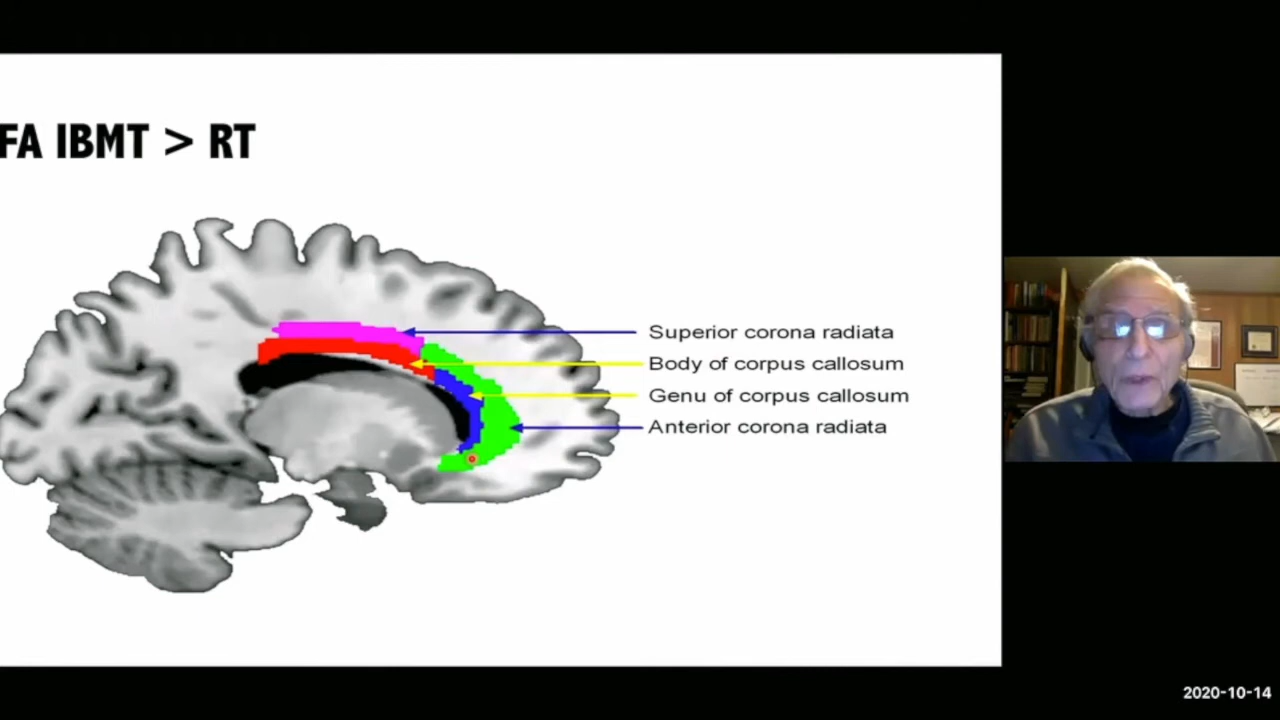 FA IBMT > RT
Superior corona radiata
Body of corpus callosum
Genu of corpus callosum
Anterior corona radiata
2020-10-14